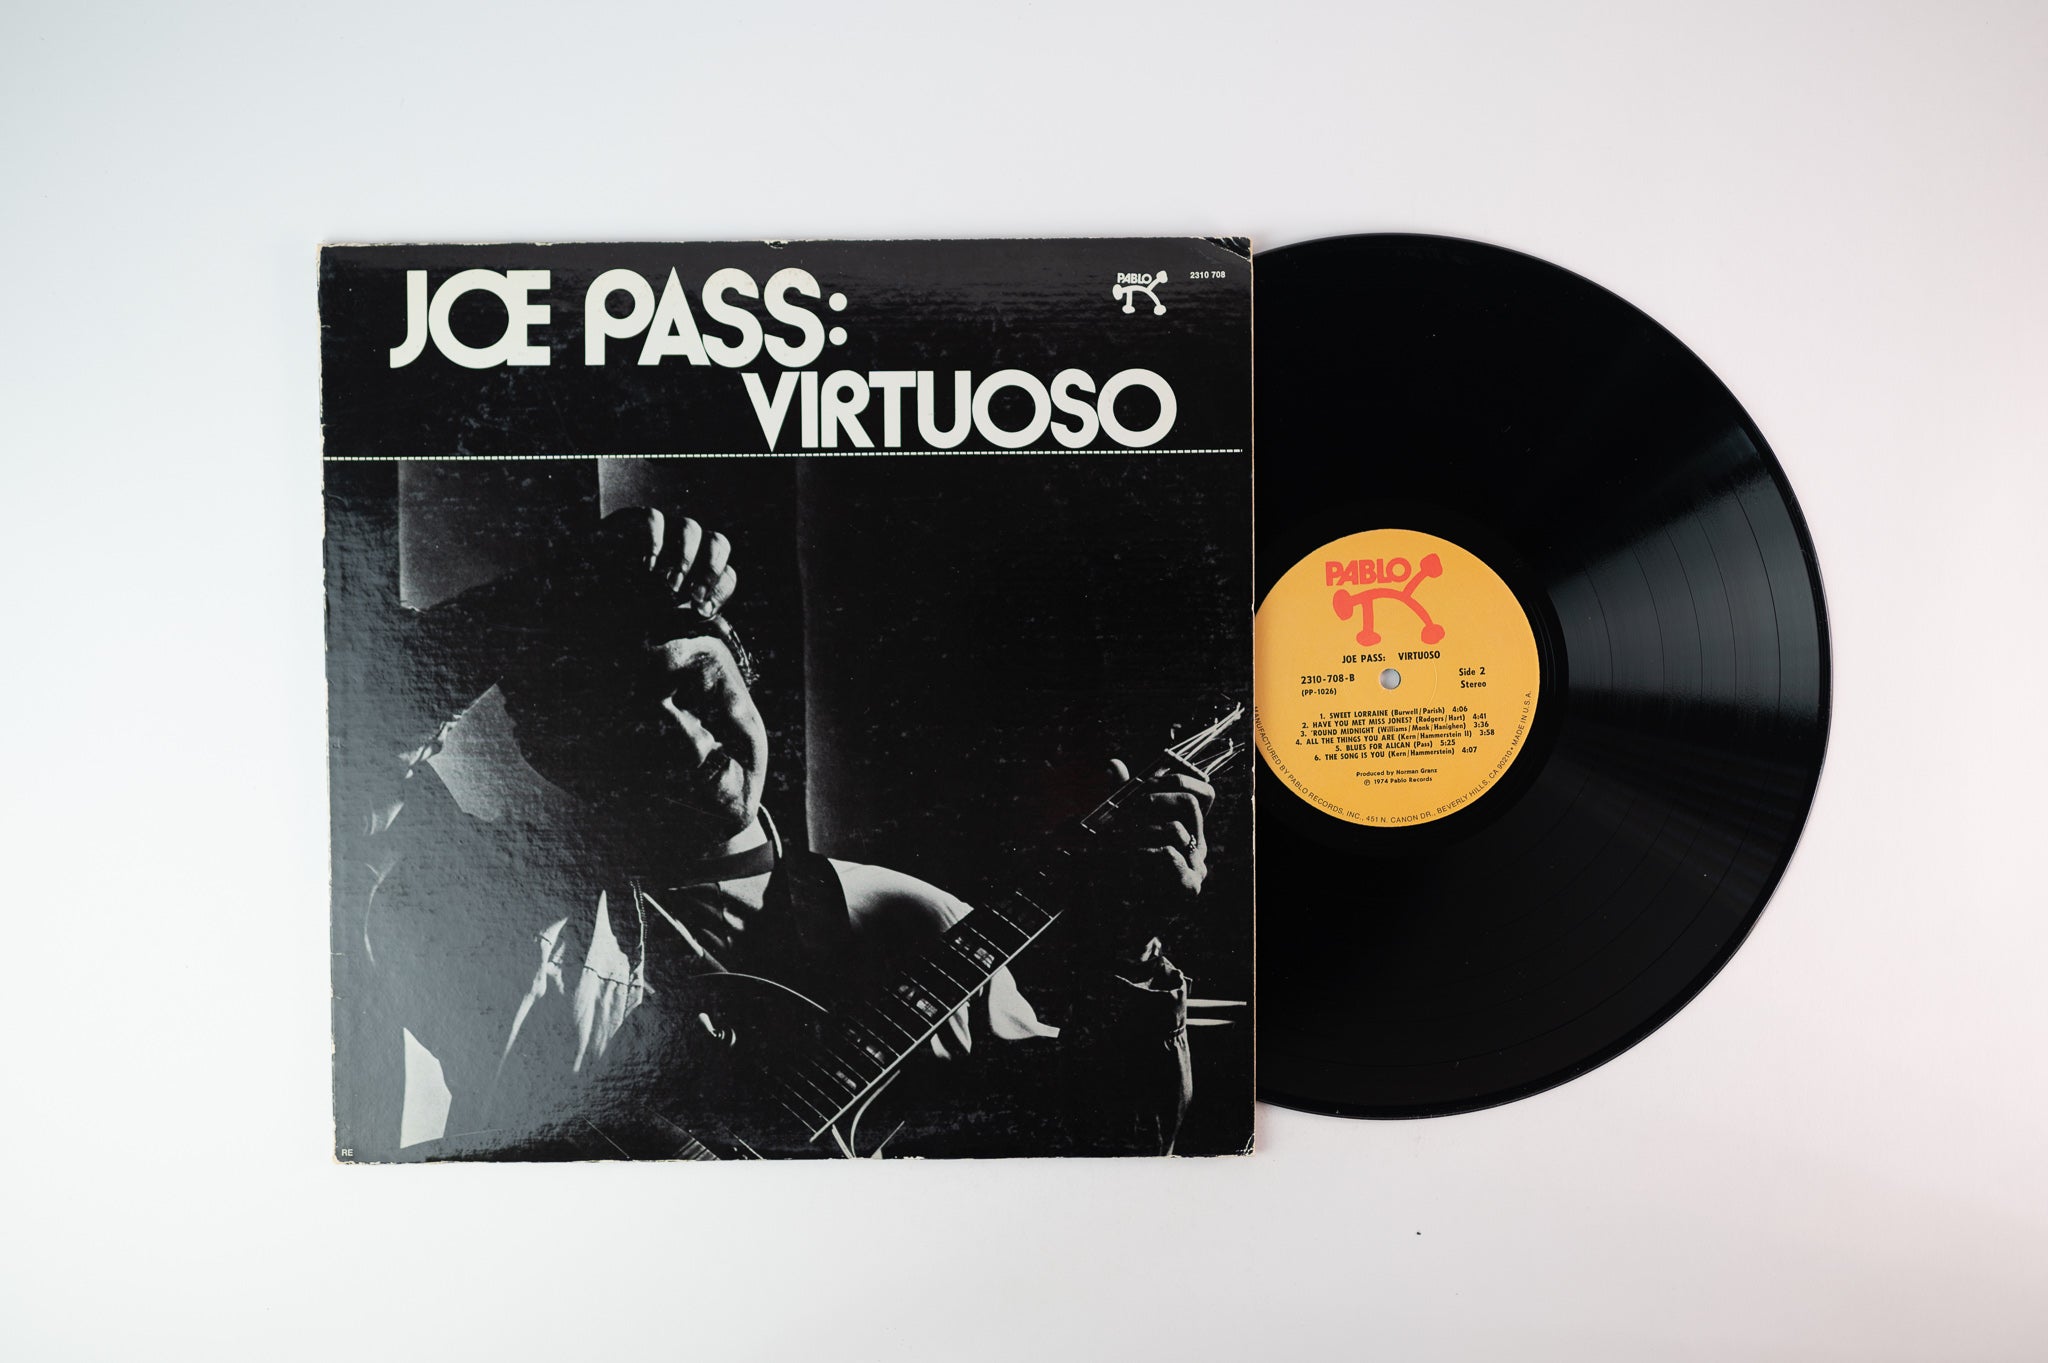 JOE PASS:
VIRTUOSO
PABLO
2310 708
RE
PABLO
JOE PASS: VIRTUOSO
2310-708-B
(PP-1026)
Side 2
Stereo
1. SWEET LORRAINE (Burwell/Parish) 4:06
2. HAVE YOU MET MISS JONES? (Rodgers/Hart) 4:41
3. 'ROUND MIDNIGHT (Williams/Monk/Hanighen) 3:36
4. ALL THE THINGS YOU ARE (Kern/Hammerstein II) 3:58
5. BLUES FOR ALICAN (Pass) 5:25
6. THE SONG IS YOU (Kern/Hammerstein) 4:07
Produced by Norman Granz
℗ 1974 Pablo Records
MANUFACTURED BY PABLO RECORDS, INC., 451 N. CANON DR., BEVERLY HILLS, CA 90210 • MADE IN U.S.A.